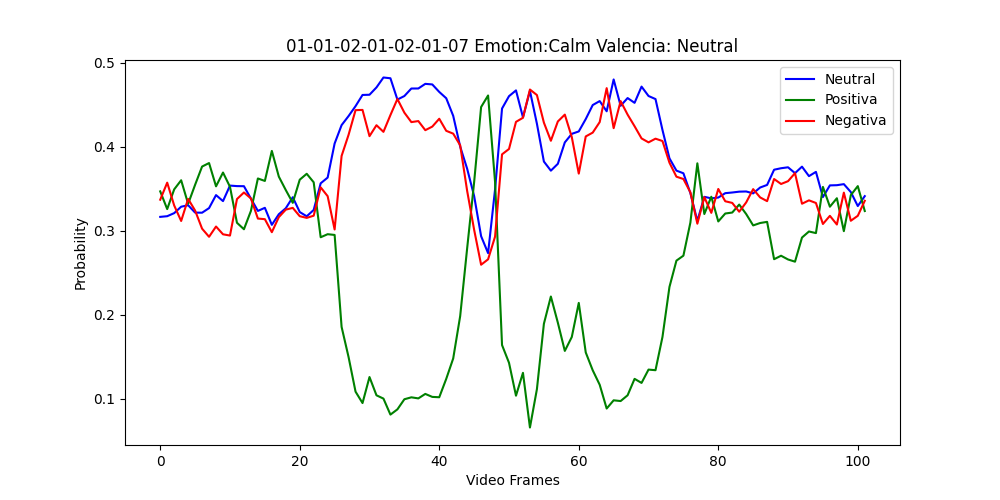 01-01-02-01-02-01-07 Emotion:Calm Valencia: Neutral
0.5
0.4
0.3
0.2
0.1
Probability
Neutral
Positiva
Negativa
0 20 40 60 80 100
Video Frames